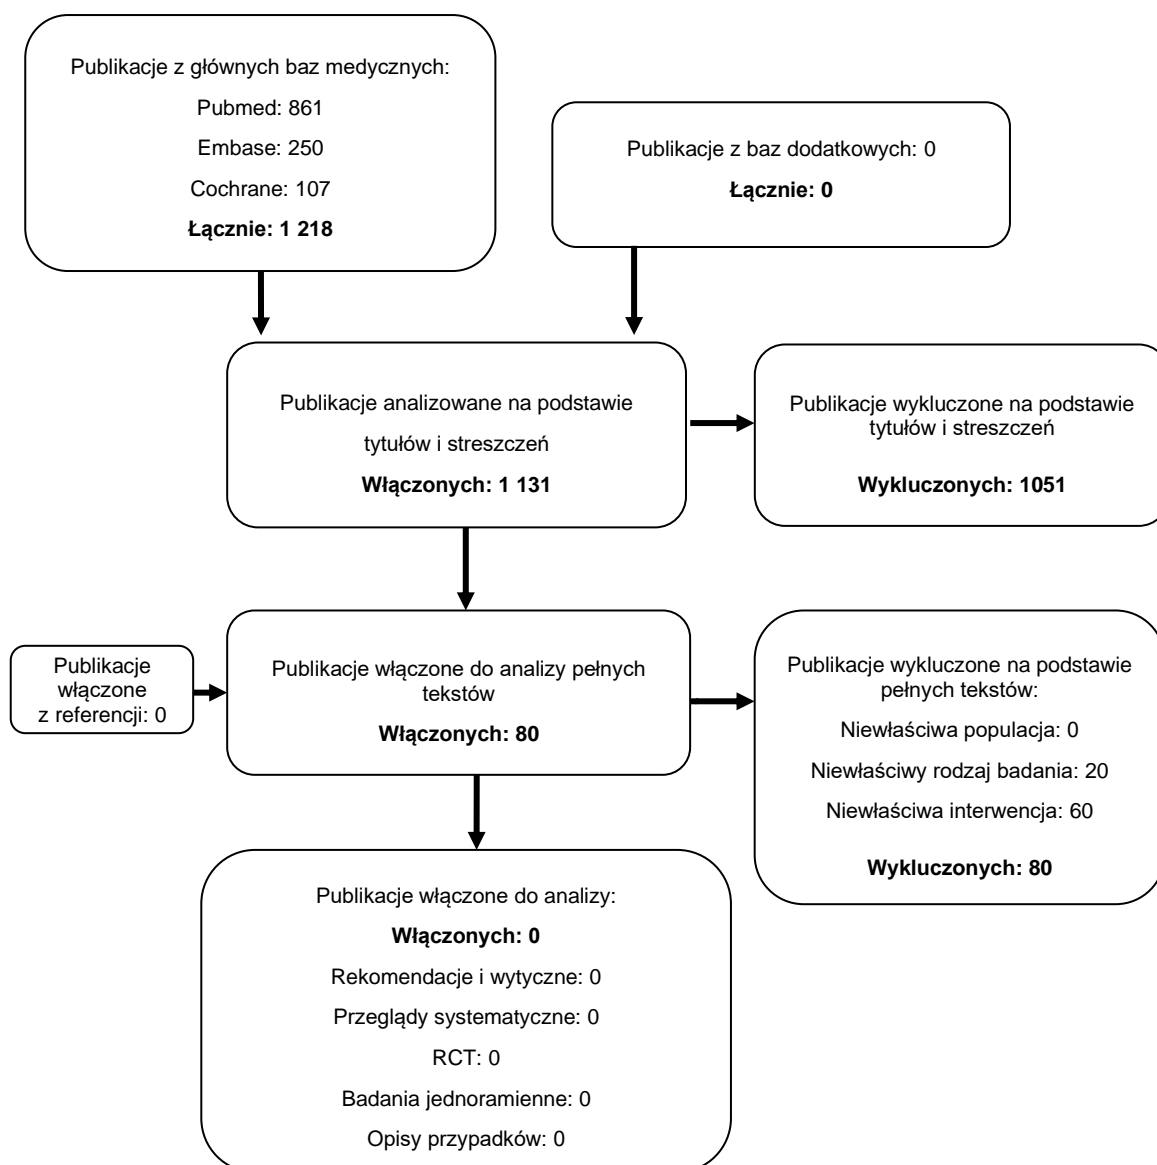 Publikacje z głównych baz medycznych:
Pubmed: 861
Embase: 250
Cochrane: 107
Łącznie: 1 218
Publikacje z baz dodatkowych: 0
Łącznie: 0
Publikacje analizowane na podstawie
tytułów i streszczeń
Włączonych: 1 131
Publikacje wykluczone na podstawie
tytułów i streszczeń
Wykluczonych: 1051
Publikacje
włączone
z referencji: 0
Publikacje włączone do analizy pełnych
tekstów
Włączonych: 80
Publikacje wykluczone na podstawie
pełnych tekstów:
Niewłaściwa populacja: 0
Niewłaściwy rodzaj badania: 20
Niewłaściwa interwencja: 60
Wykluczonych: 80
Publikacje włączone do analizy:
Włączonych: 0
Rekomendacje i wytyczne: 0
Przeglądy systematyczne: 0
RCT: 0
Badania jednoramienne: 0
Opisy przypadków: 0